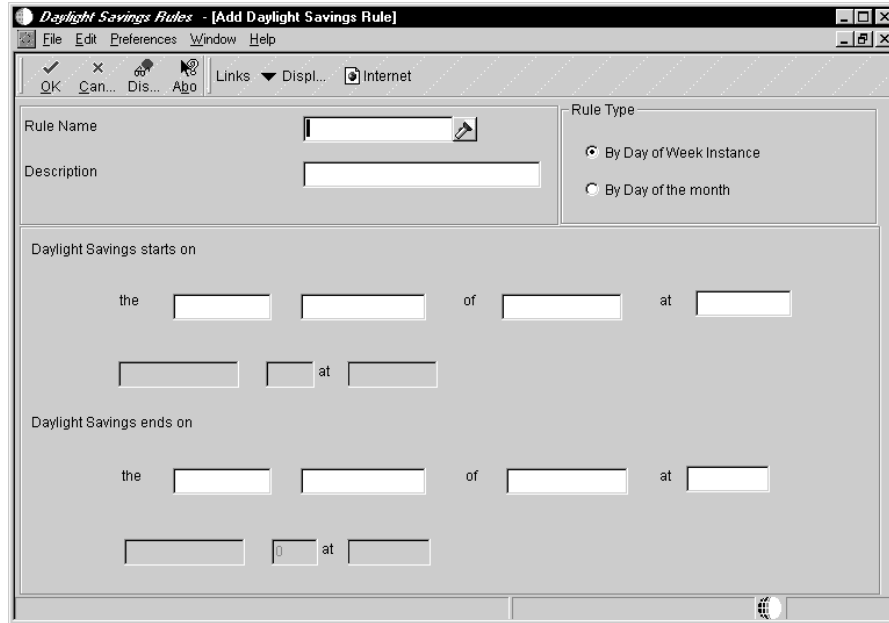 Daylight Savings Rules - [Add Daylight Savings Rule]
File Edit Preferences Window Help
OK Can... Dis... Abo Links Displ... Internet
Rule Name
Description
Rule Type
By Day of Week Instance
By Day of the month
Daylight Savings starts on
the of at
at
Daylight Savings ends on
the of at
0 at